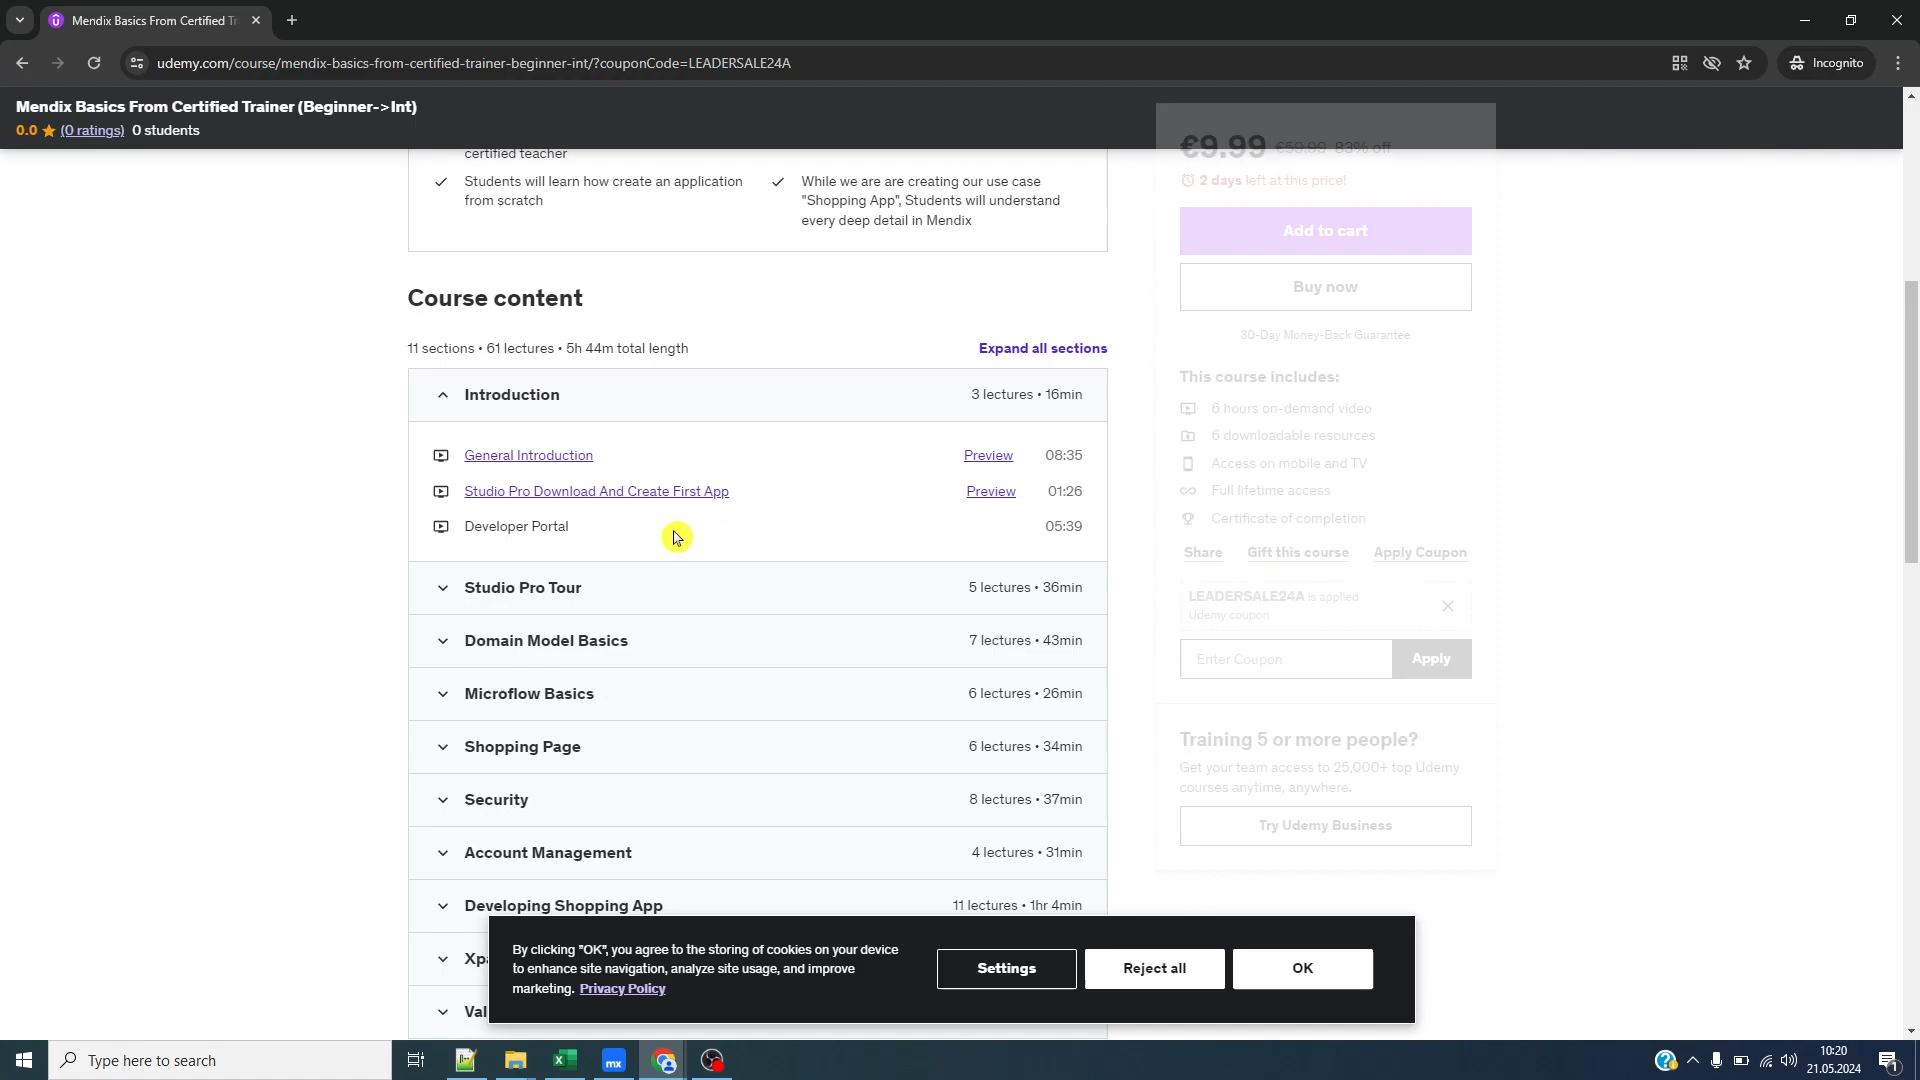 Mendix Basics From Certified Tr
udemy.com/course/mendix-basics-from-certified-trainer-beginner-int/?couponCode=LEADERSALE24A
Incognito
Mendix Basics From Certified Trainer (Beginner->Int)
0.0 (0 ratings) 0 students
certified teacher
Students will learn how create an application
from scratch
While we are are creating our use case
"Shopping App", Students will understand
every deep detail in Mendix
Course content
11 sections • 61 lectures • 5h 44m total length
Expand all sections
Introduction
3 lectures • 16min
General Introduction
Preview
08:35
Studio Pro Download And Create First App
Preview
01:26
Developer Portal
05:39
Studio Pro Tour
5 lectures • 36min
Domain Model Basics
7 lectures • 43min
Microflow Basics
6 lectures • 26min
Shopping Page
6 lectures • 34min
Security
8 lectures • 37min
Account Management
4 lectures • 31min
Developing Shopping App
11 lectures • 1hr 4min
Xp
Val
€9.99 €59.99 83% off
2 days left at this price!
Add to cart
Buy now
30-Day Money-Back Guarantee
This course includes:
6 hours on-demand video
6 downloadable resources
Access on mobile and TV
Full lifetime access
Certificate of completion
Share
Gift this course
Apply Coupon
LEADERSALE24A is applied
Udemy coupon
Enter Coupon
Apply
Training 5 or more people?
Get your team access to 25,000+ top Udemy
courses anytime, anywhere.
Try Udemy Business
By clicking "OK", you agree to the storing of cookies on your device
to enhance site navigation, analyze site usage, and improve
marketing. Privacy Policy
Settings
Reject all
OK
Type here to search
mx
10:20
21.05.2024
1